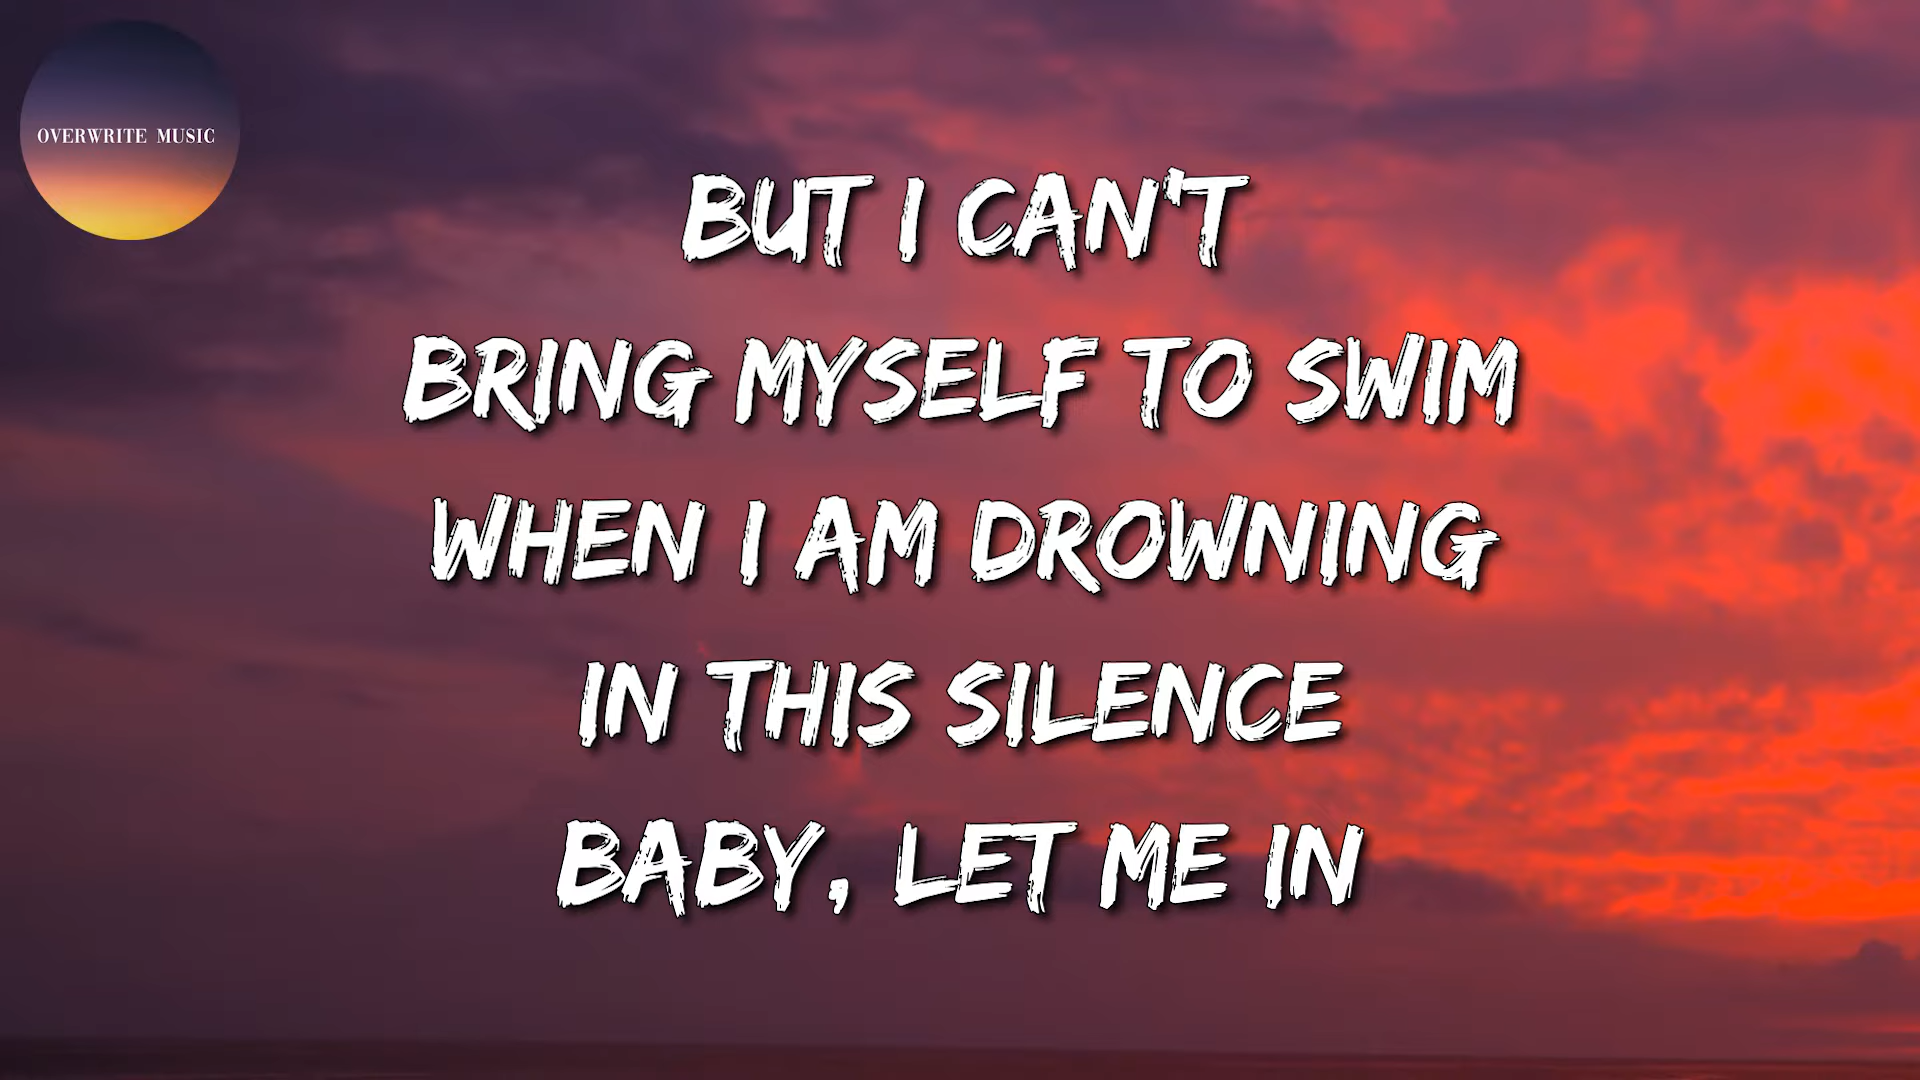 OVERWRITE MUSIC
BUT I CAN'T
BRING MYSELF TO SWIM
WHEN I AM DROWNING
IN THIS SILENCE
BABY, LET ME IN